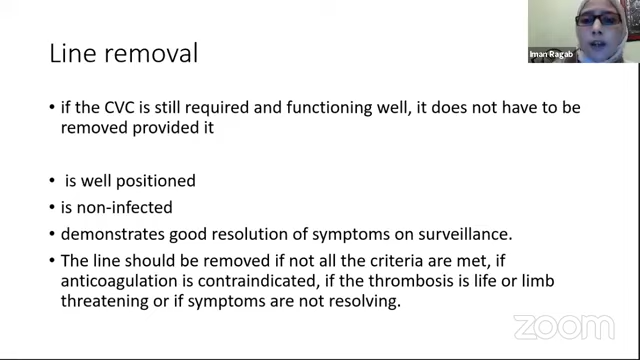 Iman Ragab
Line removal
• if the CVC is still required and functioning well, it does not have to be
removed provided it
• is well positioned
• is non-infected
• demonstrates good resolution of symptoms on surveillance.
• The line should be removed if not all the criteria are met, if
anticoagulation is contraindicated, if the thrombosis is life or limb
threatening or if symptoms are not resolving.
zoom